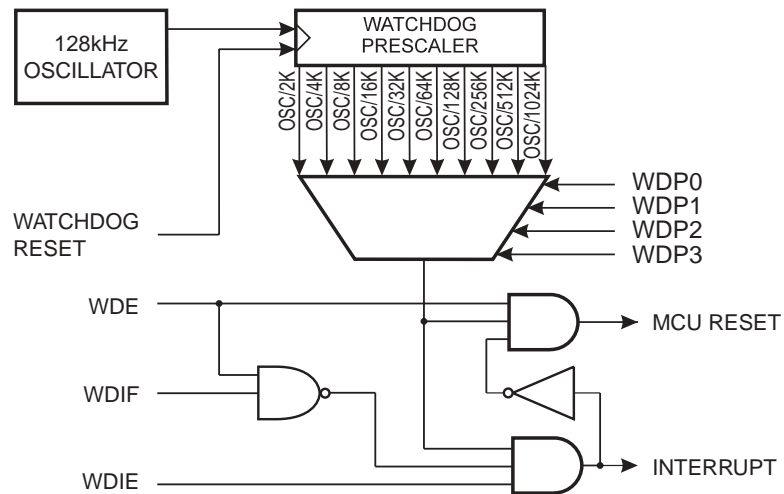 128kHz
OSCILLATOR
WATCHDOG
PRESCALER
OSC/2K
OSC/4K
OSC/8K
OSC/16K
OSC/32K
OSC/64K
OSC/128K
OSC/256K
OSC/512K
OSC/1024K
WDP0
WDP1
WDP2
WDP3
WATCHDOG
RESET
WDE
MCU RESET
WDIF
WDIE
INTERRUPT